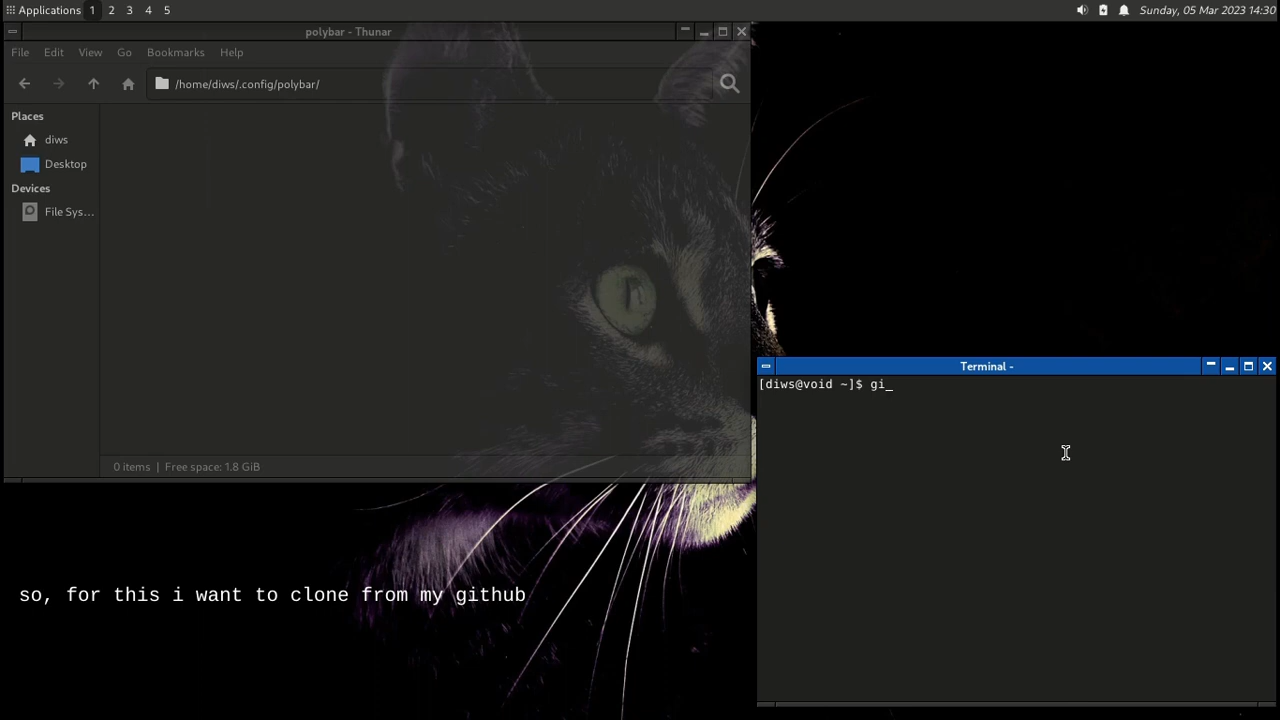 Applications 1 2 3 4 5
Sunday, 05 Mar 2023 14:30
polybar - Thunar
File Edit View Go Bookmarks Help
/home/diws/.config/polybar/
Places
diws
Desktop
Devices
File Sys...
0 items | Free space: 1.8 GiB
Terminal -
[diws@void ~]$ gi_
so, for this i want to clone from my github